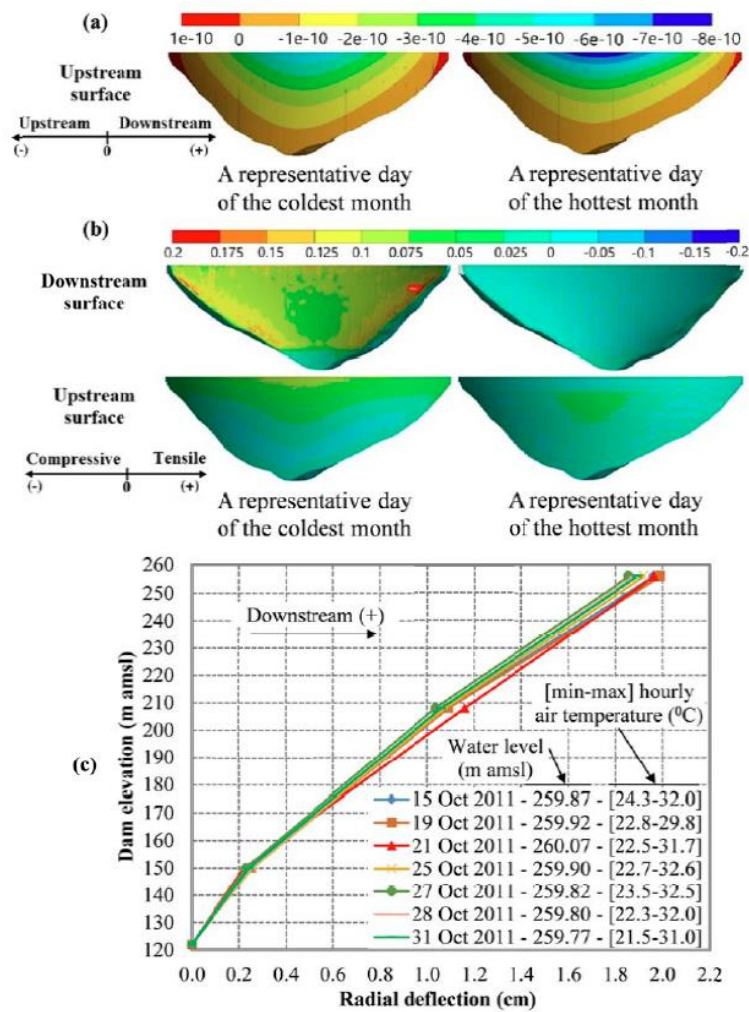 (a)
1e-10 0 -1e-10 -2e-10 -3e-10 -4e-10 -5e-10 -6e-10 -7e-10 -8e-10
Upstream
surface
Upstream Downstream
(-) 0 (+)
A representative day
of the coldest month
A representative day
of the hottest month
(b)
0.2 0.175 0.15 0.125 0.1 0.075 0.05 0.025 0 -0.05 -0.1 -0.15 -0.2
Downstream
surface
Upstream
surface
Compressive Tensile
(-) 0 (+)
A representative day
of the coldest month
A representative day
of the hottest month
(c)
Dam elevation (m amsl)
260
250
240
230
220
210
200
190
180
170
160
150
140
130
120
Downstream (+)
[min-max] hourly
air temperature (⁰C)
Water level
(m amsl)
15 Oct 2011 - 259.87 - [24.3-32.0]
19 Oct 2011 - 259.92 - [22.8-29.8]
21 Oct 2011 - 260.07 - [22.5-31.7]
25 Oct 2011 - 259.90 - [22.7-32.6]
27 Oct 2011 - 259.82 - [23.5-32.5]
28 Oct 2011 - 259.80 - [22.3-32.0]
31 Oct 2011 - 259.77 - [21.5-31.0]
0.0 0.2 0.4 0.6 0.8 1.0 1.2 1.4 1.6 1.8 2.0 2.2
Radial deflection (cm)